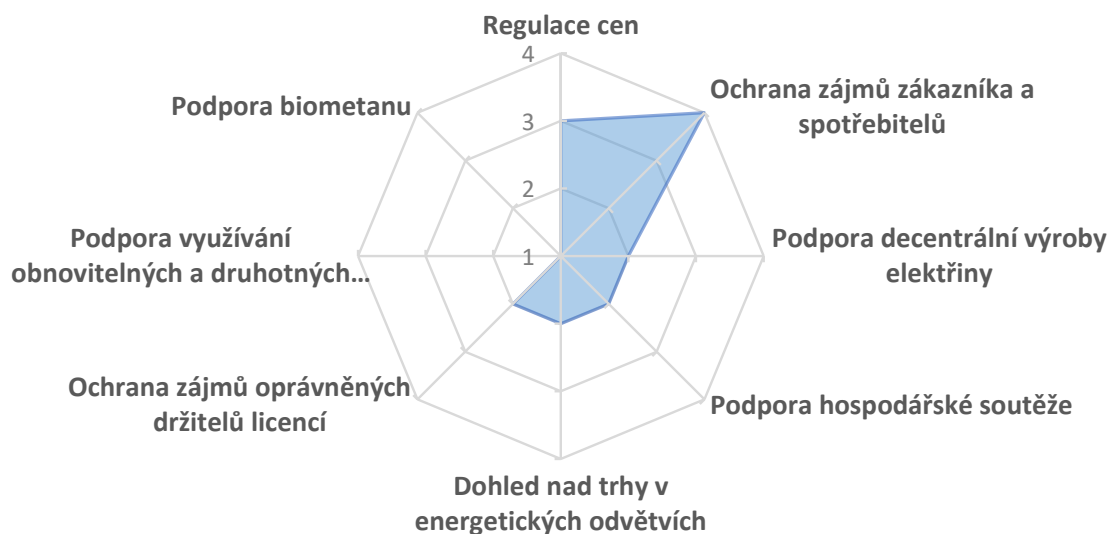 Regulace cen
4
3
2
1
Ochrana zájmů zákazníka a
spotřebitelů
Podpora decentrální výroby
elektřiny
Podpora hospodářské soutěže
Dohled nad trhy v
energetických odvětvích
Ochrana zájmů oprávněných
držitelů licencí
Podpora využívání
obnovitelných a druhotných…
Podpora biometanu